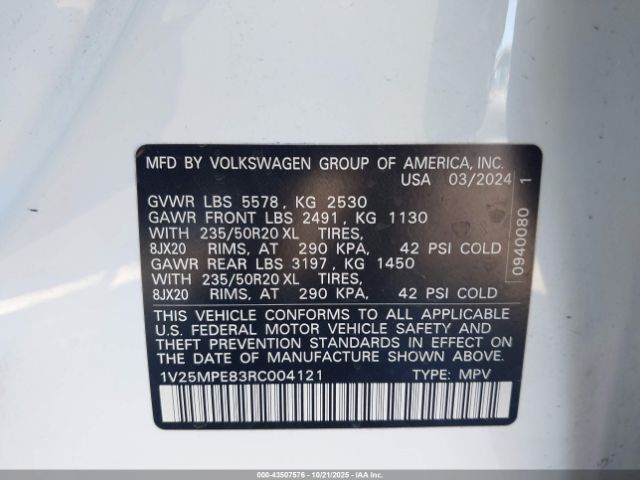 MFD BY VOLKSWAGEN GROUP OF AMERICA, INC.
USA 03/2024
GVWR LBS 5578, KG 2530
GAWR FRONT LBS 2491, KG 1130
WITH 235/50R20 XL TIRES,
8JX20 RIMS, AT 290 KPA, 42 PSI COLD
GAWR REAR LBS 3197, KG 1450
WITH 235/50R20 XL TIRES,
8JX20 RIMS, AT 290 KPA, 42 PSI COLD
THIS VEHICLE CONFORMS TO ALL APPLICABLE
U.S. FEDERAL MOTOR VEHICLE SAFETY AND
THEFT PREVENTION STANDARDS IN EFFECT ON
THE DATE OF MANUFACTURE SHOWN ABOVE.
1V25MPE83RC004121 TYPE: MPV
0940080 1
000-43507576 - 10/21/2025 - IAA Inc.